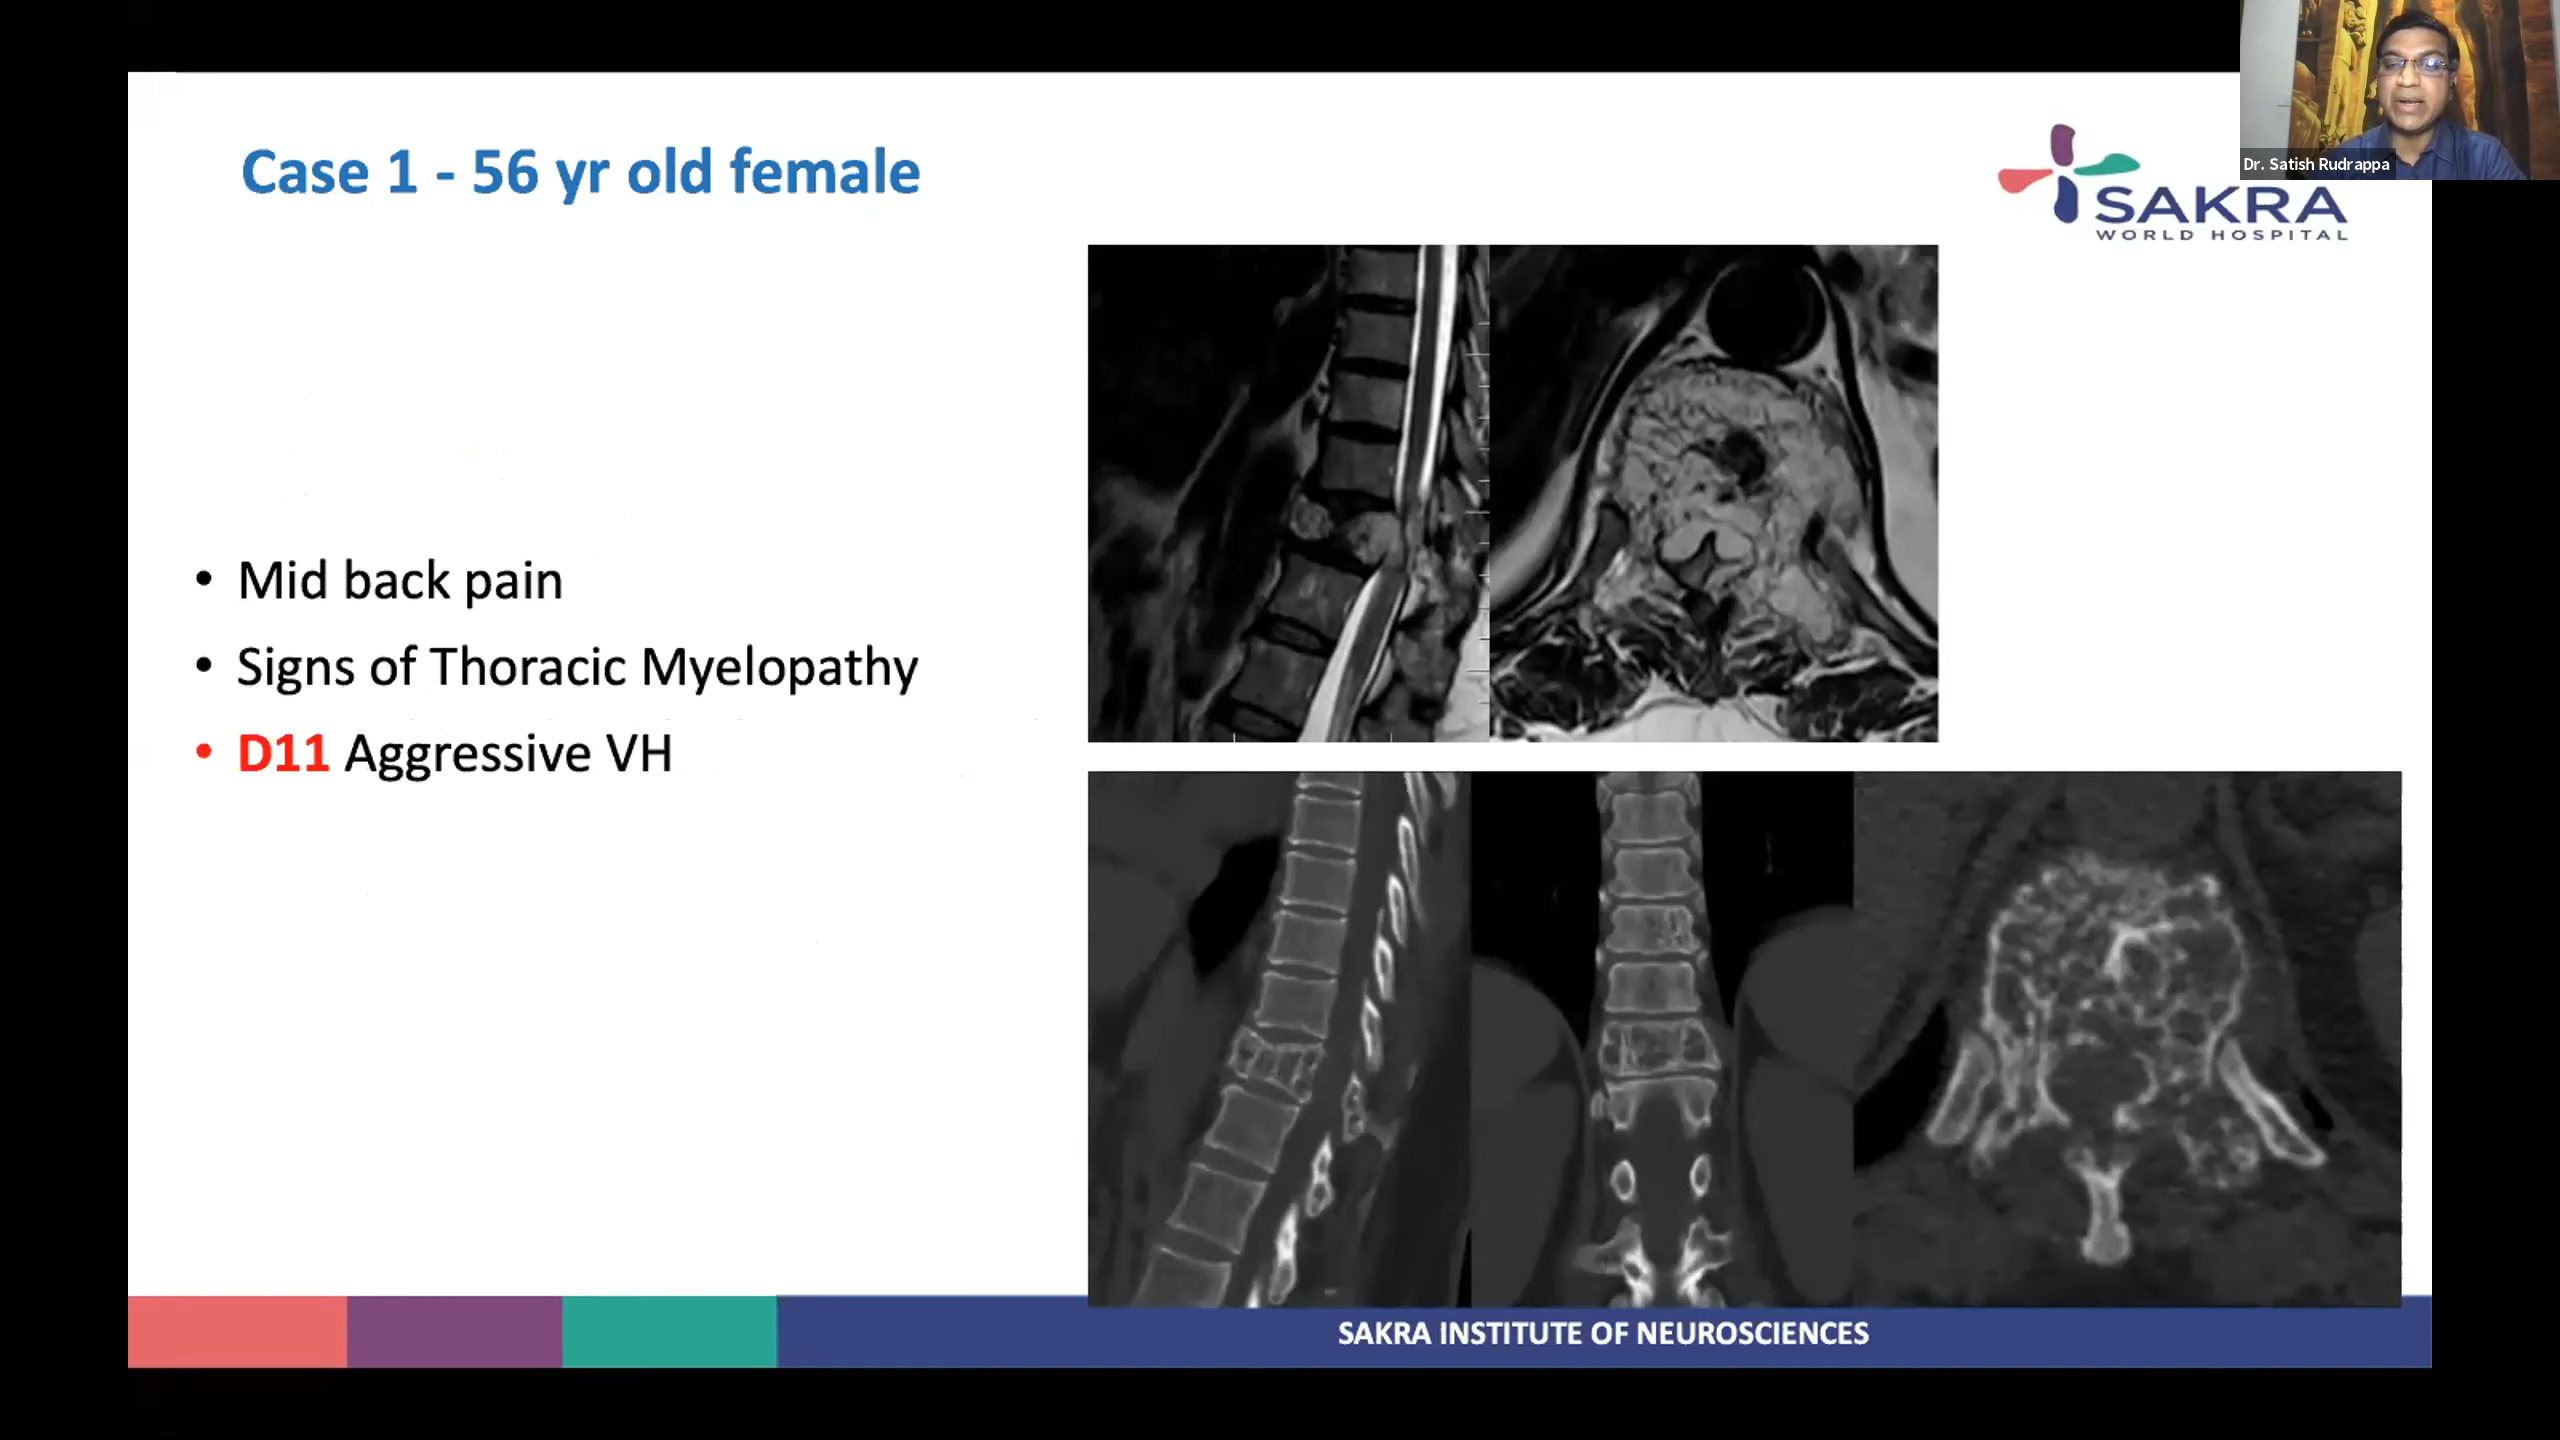 Dr. Satish Rudrappa
Case 1 - 56 yr old female
SAKRA
WORLD HOSPITAL
• Mid back pain
• Signs of Thoracic Myelopathy
• D11 Aggressive VH
SAKRA INSTITUTE OF NEUROSCIENCES